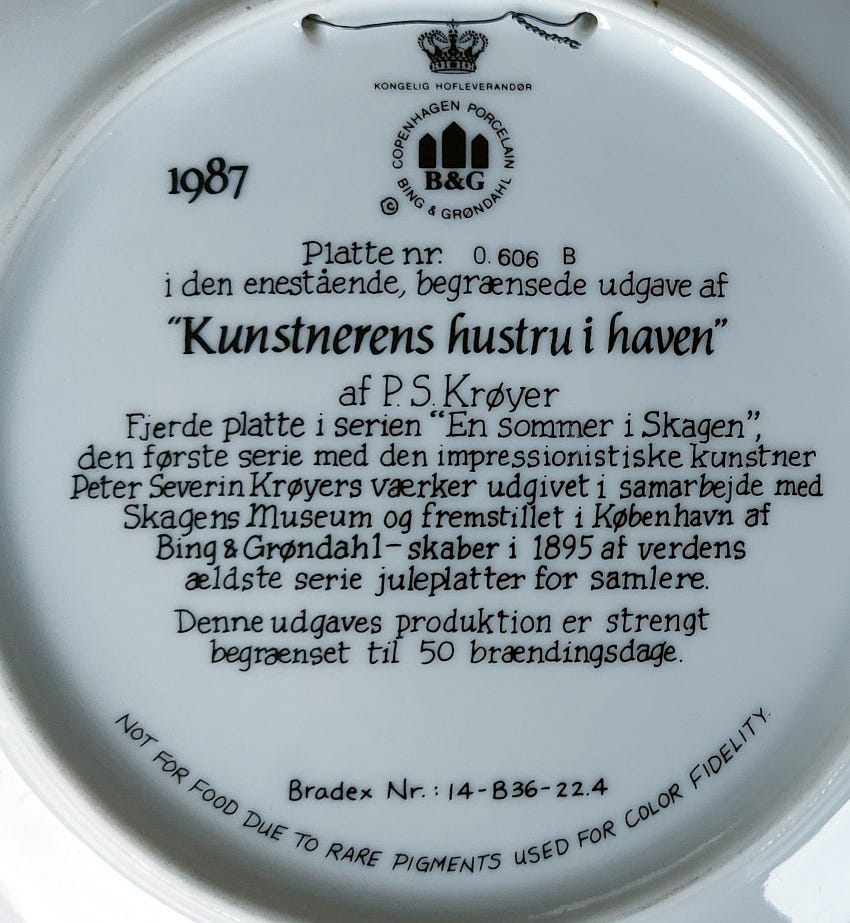 KONGELIG HOFLEVERANDØR
COPENHAGEN PORCELAIN
B&G
BING & GRØNDAHL
©
1987
Platte nr. 0.606 B
i den enestående, begrænsede udgave af
"Kunstnerens hustru i haven"
af P.S. Krøyer
Fjerde platte i serien "En sommer i Skagen",
den første serie med den impressionistiske kunstner
Peter Severin Krøyers værker udgivet i samarbejde med
Skagens Museum og fremstillet i København af
Bing & Grøndahl - skaber i 1895 af verdens
ældste serie juleplatter for samlere.
Denne udgaves produktion er strengt
begrænset til 50 brændingsdage.
Bradex Nr.: 14-B36-22.4
NOT FOR FOOD DUE TO RARE PIGMENTS USED FOR COLOR FIDELITY.